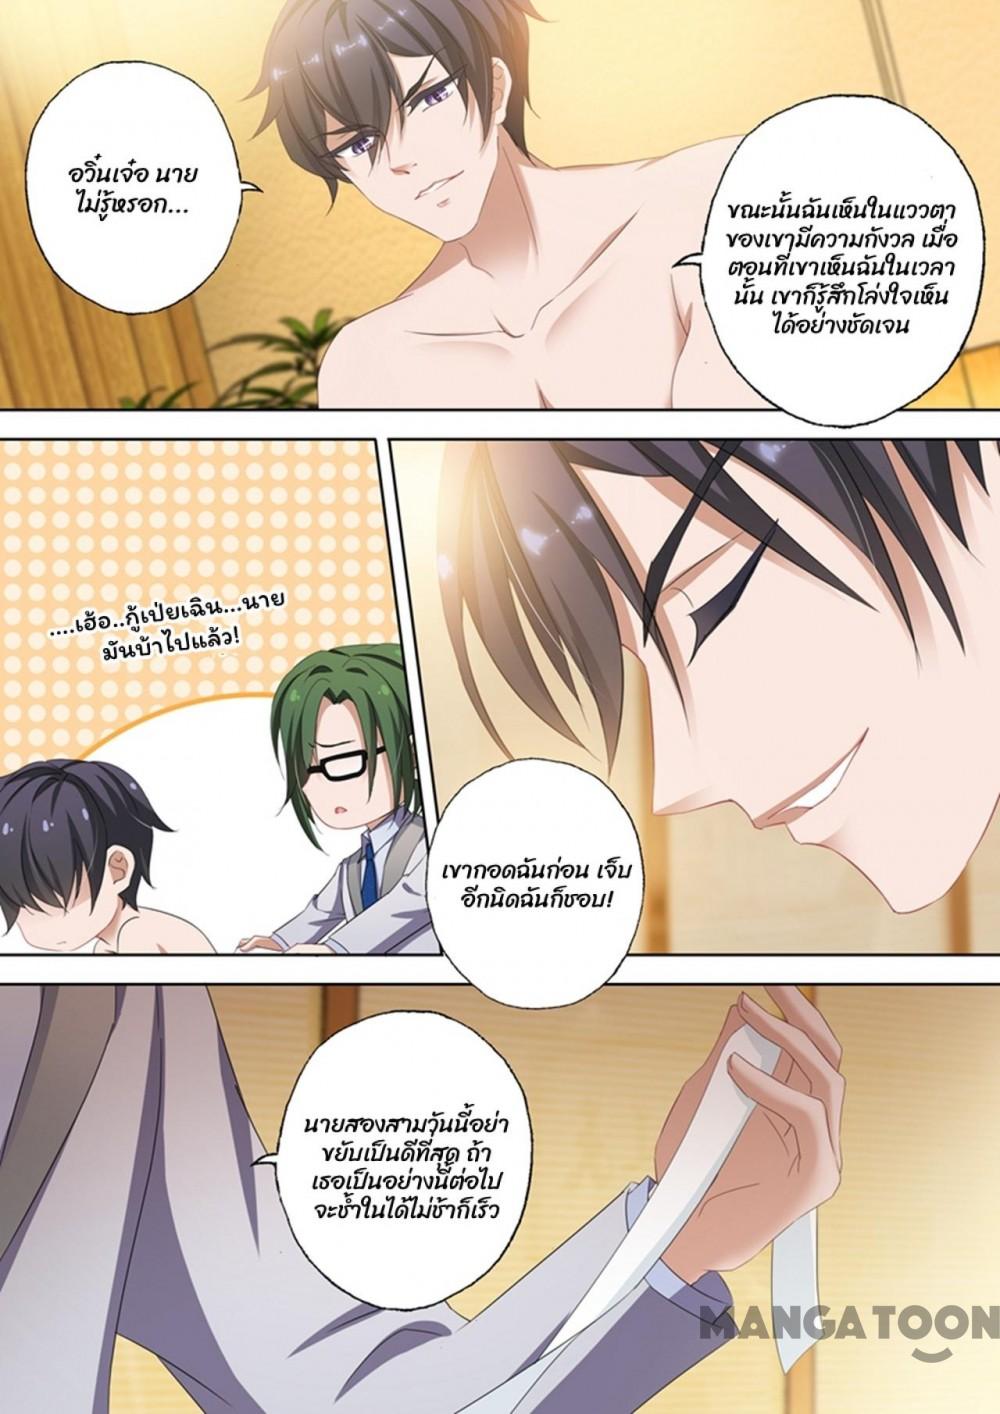 อวิ๋นเจ๋อ นาย
ไม่รู้หรอก...
ขณะนั้นฉันเห็นในแววตา
ของเขามีความกังวล เมื่อ
ตอนที่เขาเห็นฉันในเวลา
นั้น เขาก็รู้สึกโล่งใจเห็น
ได้อย่างชัดเจน
....เฮ้อ..กู้เป่ยเฉิน...นาย
มันบ้าไปแล้ว!
เขากอดฉันก่อน เจ็บ
อีกนิดฉันก็ชอบ!
นายสองสามวันนี้อย่า
ขยับเป็นดีที่สุด ถ้า
เธอเป็นอย่างนี้ต่อไป
จะช้ำในได้ไม่ช้าก็เร็ว
MANGATOON